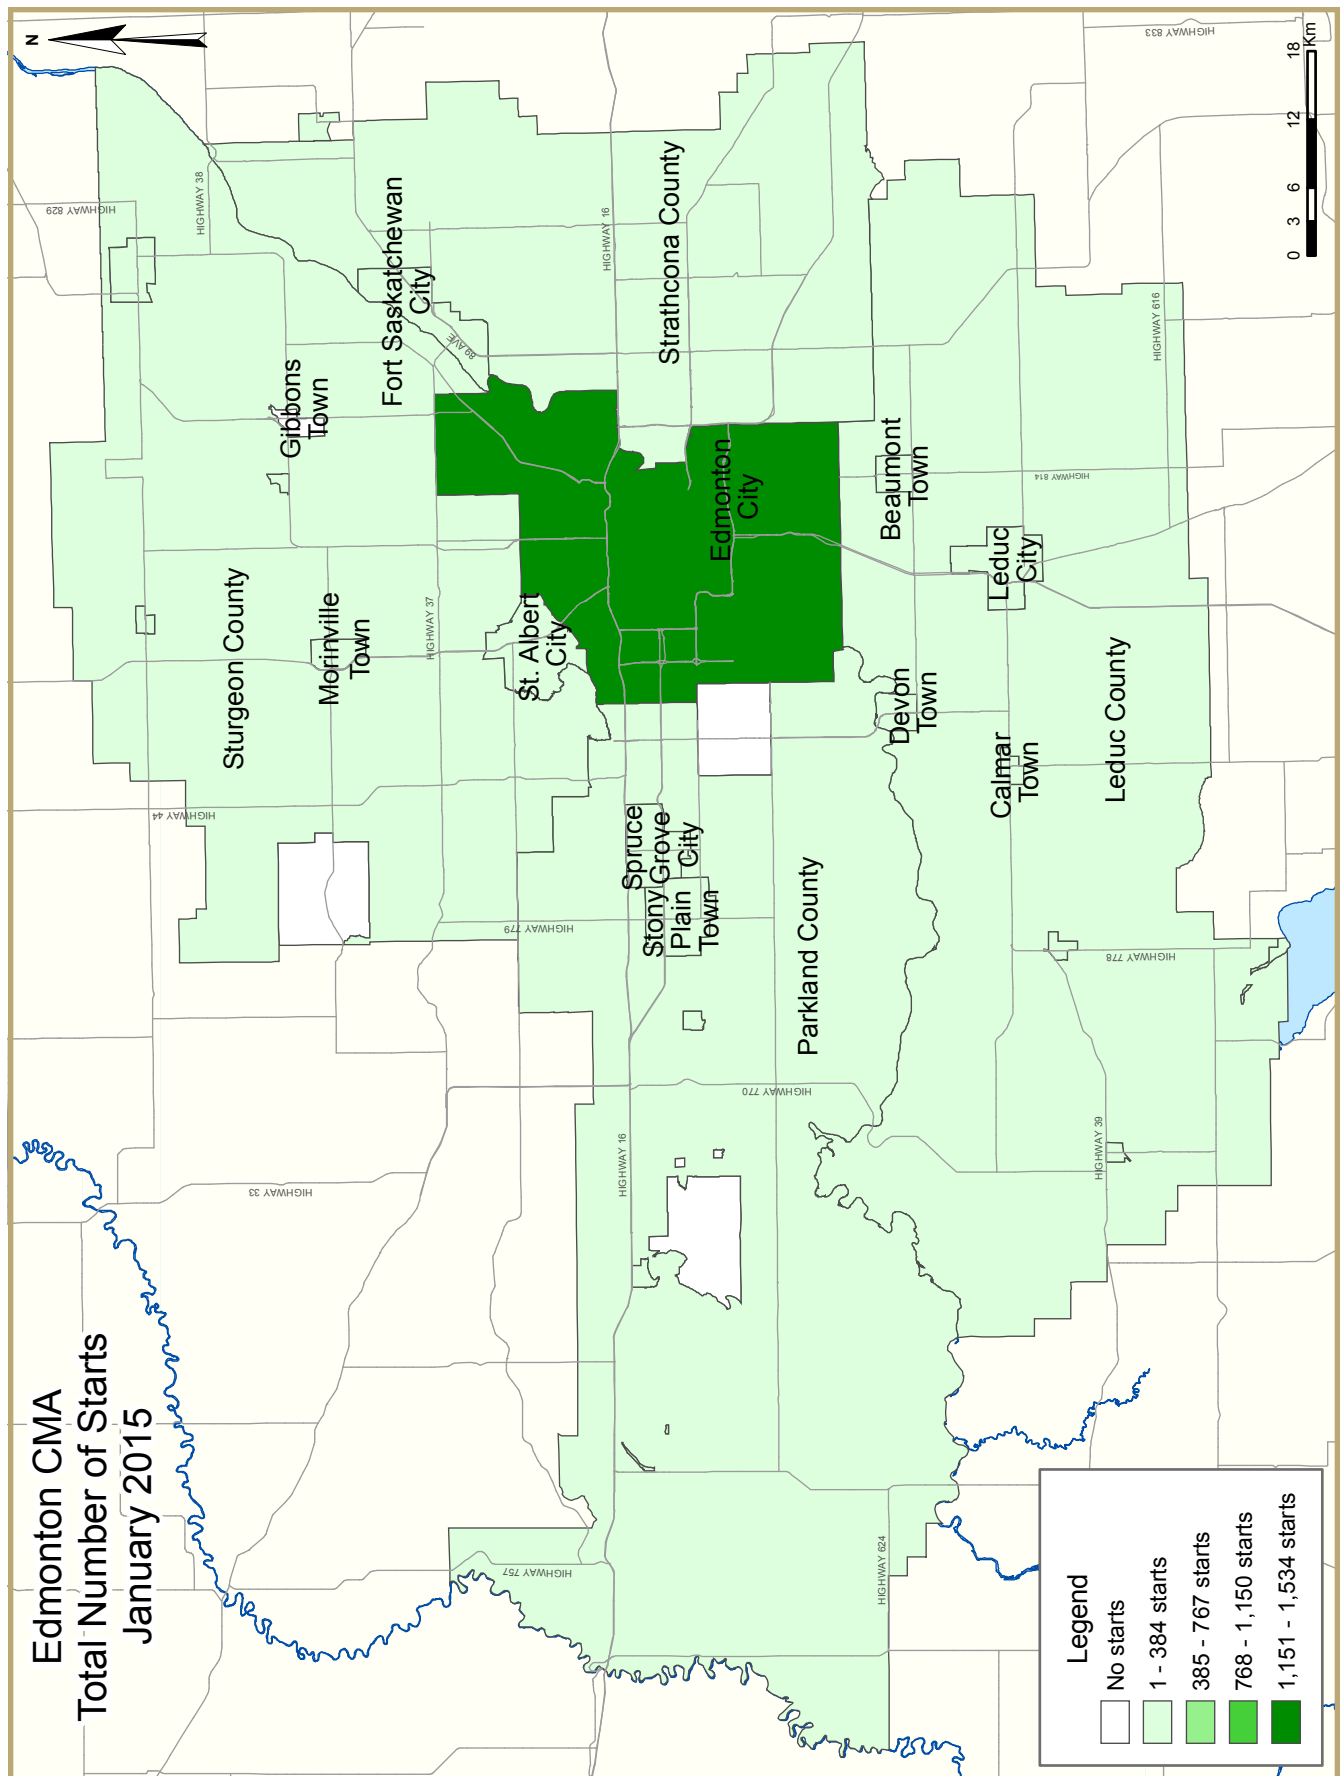 Edmonton CMA
Total Number of Starts
January 2015
N
HIGHWAY 829
HIGHWAY 38
HIGHWAY 833
Gibbons
Town
Fort Saskatchewan
City
89 AVE
Sturgeon County
Morinville
Town
HIGHWAY 37
HIGHWAY 44
St. Albert
City
HIGHWAY 16
Strathcona County
Edmonton
City
HIGHWAY 779
Spruce
Grove
City
Stony
Plain
Town
Parkland County
HIGHWAY 770
HIGHWAY 16
HIGHWAY 33
HIGHWAY 757
HIGHWAY 624
Beaumont
Town
HIGHWAY 814
HIGHWAY 616
Leduc
City
Devon
Town
Calmar
Town
Leduc County
HIGHWAY 778
HIGHWAY 39
Legend
No starts
1 - 384 starts
385 - 767 starts
768 - 1,150 starts
1,151 - 1,534 starts
0 3 6 12 18
Km